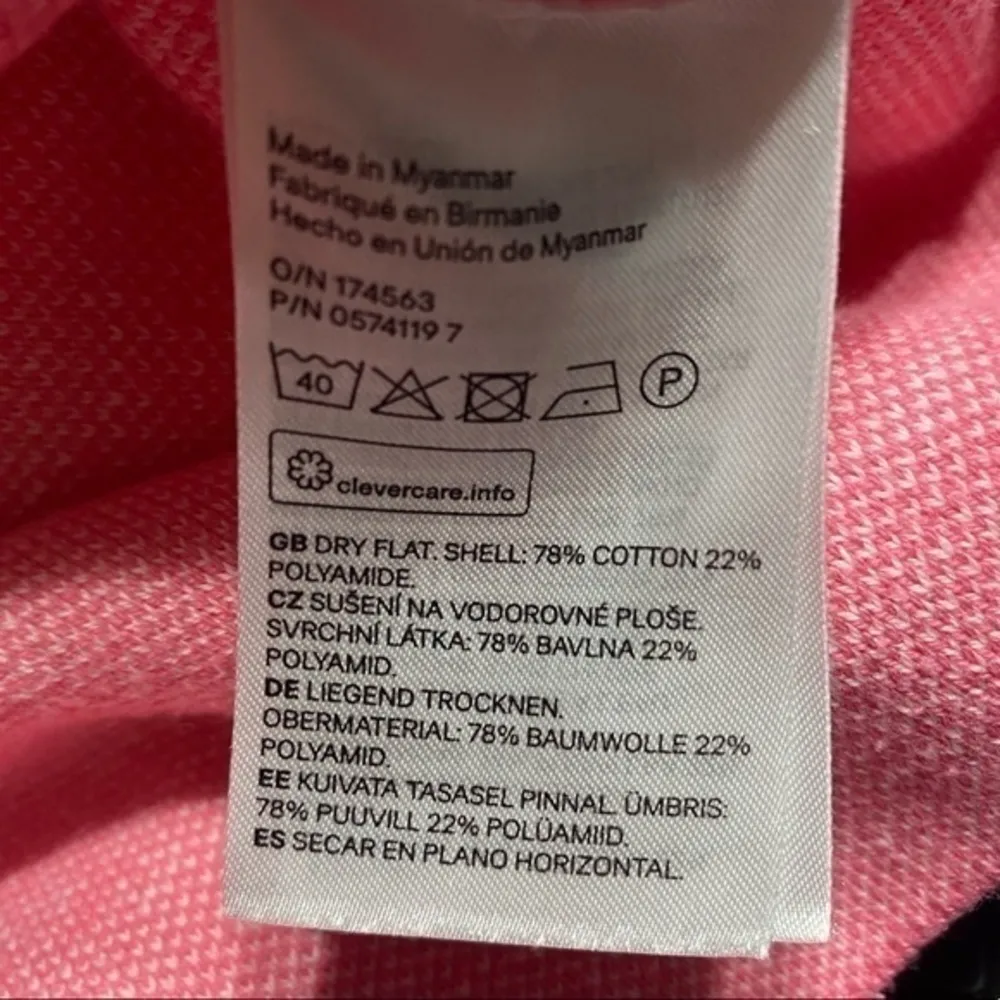 Made in Myanmar
Fabriqué en Birmanie
Hecho en Unión de Myanmar
O/N 174563
P/N 0574119 7
40 P
clevercare.info
GB DRY FLAT. SHELL: 78% COTTON 22%
POLYAMIDE.
CZ SUŠENÍ NA VODOROVNÉ PLOŠE.
SVRCHNÍ LÁTKA: 78% BAVLNA 22%
POLYAMID.
DE LIEGEND TROCKNEN.
OBERMATERIAL: 78% BAUMWOLLE 22%
POLYAMID.
EE KUIVATA TASASEL PINNAL. ÜMBRIS:
78% PUUVILL 22% POLÜAMIID.
ES SECAR EN PLANO HORIZONTAL.